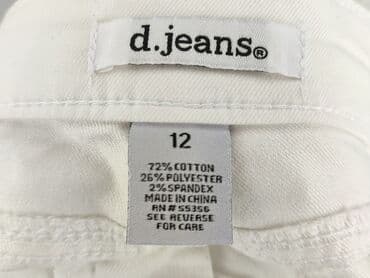 d.jeans®
12
72% COTTON
26% POLYESTER
2% SPANDEX
MADE IN CHINA
RN # 55356
SEE REVERSE
FOR CARE